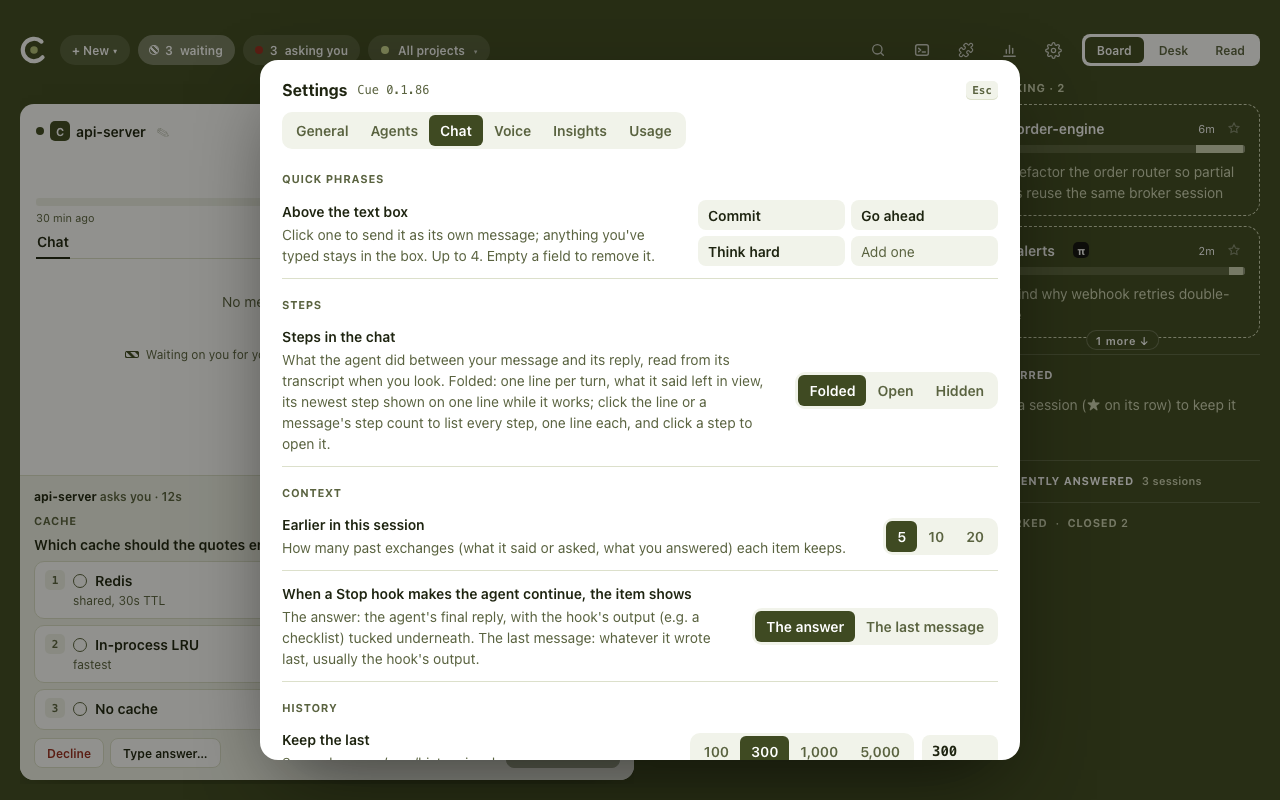 + New
3 waiting
3 asking you
All projects
Board
Desk
Read
C api-server
30 min ago
Chat
No me
Waiting on you for yo
api-server asks you · 12s
CACHE
Which cache should the quotes en
1 Redis
shared, 30s TTL
2 In-process LRU
fastest
3 No cache
Decline
Type answer...
Settings Cue 0.1.86
Esc
General
Agents
Chat
Voice
Insights
Usage
QUICK PHRASES
Above the text box
Click one to send it as its own message; anything you've
typed stays in the box. Up to 4. Empty a field to remove it.
Commit
Go ahead
Think hard
Add one
STEPS
Steps in the chat
What the agent did between your message and its reply, read from its
transcript when you look. Folded: one line per turn, what it said left in view,
its newest step shown on one line while it works; click the line or a
message's step count to list every step, one line each, and click a step to
open it.
Folded
Open
Hidden
CONTEXT
Earlier in this session
How many past exchanges (what it said or asked, what you answered) each item keeps.
5
10
20
When a Stop hook makes the agent continue, the item shows
The answer: the agent's final reply, with the hook's output (e.g. a
checklist) tucked underneath. The last message: whatever it wrote
last, usually the hook's output.
The answer
The last message
HISTORY
Keep the last
100
300
1,000
5,000
300
KING · 2
order-engine
6m
efactor the order router so partial
s reuse the same broker session
alerts π
2m
nd why webhook retries double-
1 more ↓
RRED
a session (★ on its row) to keep it
ENTLY ANSWERED 3 sessions
RKED · CLOSED 2